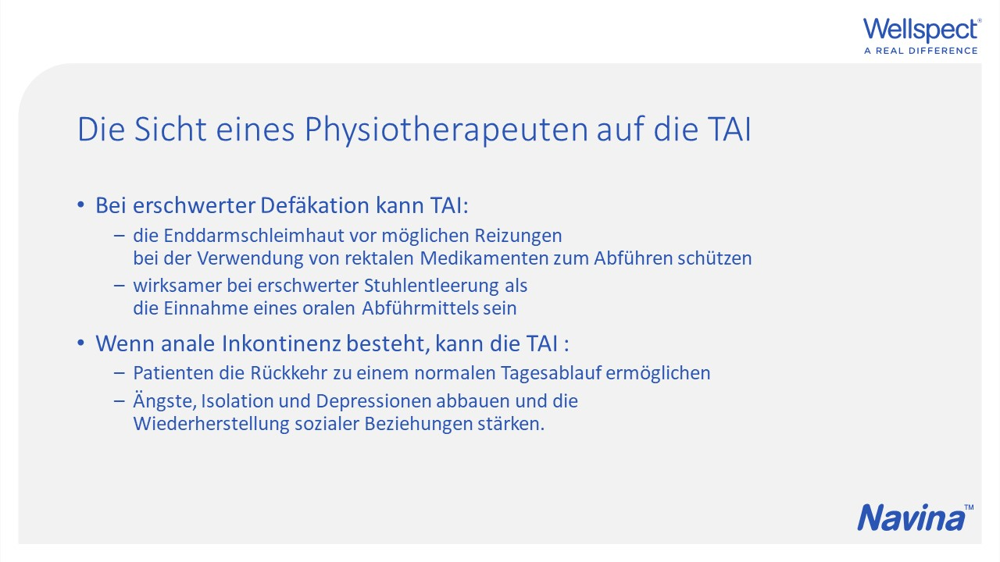 Wellspect®
A REAL DIFFERENCE
Die Sicht eines Physiotherapeuten auf die TAI
• Bei erschwerter Defäkation kann TAI:
– die Enddarmschleimhaut vor möglichen Reizungen
bei der Verwendung von rektalen Medikamenten zum Abführen schützen
– wirksamer bei erschwerter Stuhlentleerung als
die Einnahme eines oralen Abführmittels sein
• Wenn anale Inkontinenz besteht, kann die TAI :
– Patienten die Rückkehr zu einem normalen Tagesablauf ermöglichen
– Ängste, Isolation und Depressionen abbauen und die
Wiederherstellung sozialer Beziehungen stärken.
Navina™